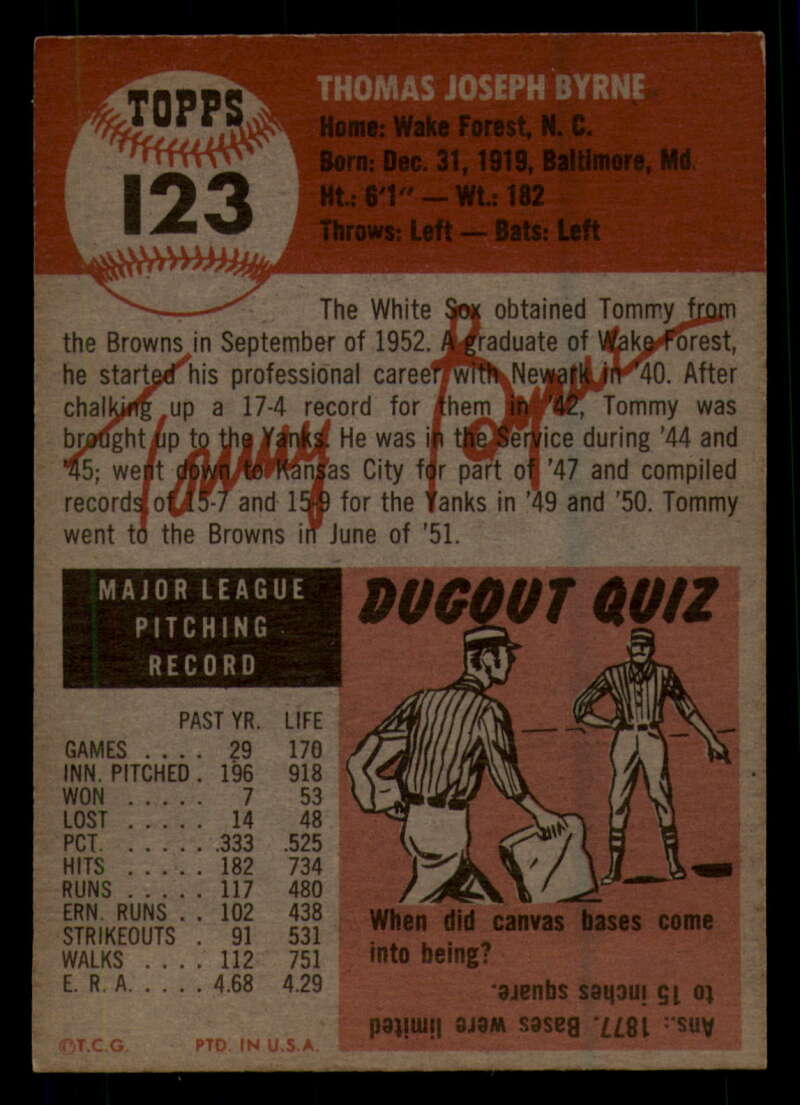 TOPPS
123
THOMAS JOSEPH BYRNE
Home: Wake Forest, N. C.
Born: Dec. 31, 1919, Baltimore, Md.
Ht.: 6'1" — Wt.: 182
Throws: Left — Bats: Left
The White Sox obtained Tommy from
the Browns in September of 1952. A graduate of Wake Forest,
he started his professional career with Newark in '40. After
chalking up a 17-4 record for them in '42, Tommy was
brought up to the Yanks. He was in the Service during '44 and
'45; went down to Kansas City for part of '47 and compiled
records of 15-7 and 15-9 for the Yanks in '49 and '50. Tommy
went to the Browns in June of '51.
Tommy Byrne
MAJOR LEAGUE
PITCHING
RECORD
PAST YR. LIFE
GAMES . . . . 29 170
INN. PITCHED . 196 918
WON . . . . . 7 53
LOST . . . . . 14 48
PCT. . . . . . .333 .525
HITS . . . . . 182 734
RUNS . . . . . 117 480
ERN. RUNS . . 102 438
STRIKEOUTS . 91 531
WALKS . . . . 112 751
E. R. A. . . . . 4.68 4.29
©T.C.G. PTD. IN U.S.A.
DUGOUT QUIZ
When did canvas bases come
into being?
Ans.: 1877. Bases were limited
to 15 inches square.